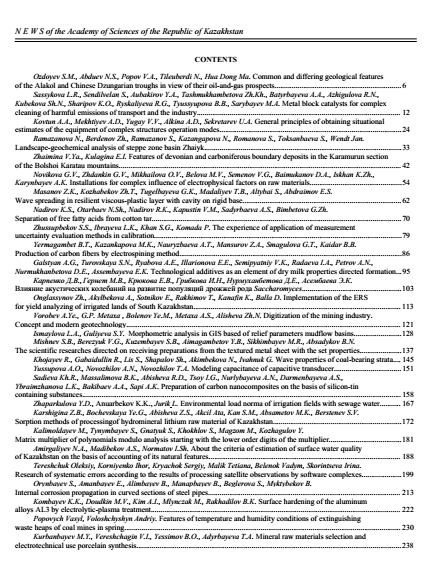 N E W S of the Academy of Sciences of the Republic of Kazakhstan
CONTENTS
Ozdoyev S.M., Abduev N.S., Popov V.A., Tileuberdi N., Hua Dong Ma. Common and differing geological features
of the Alakol and Chinese Dzungarian troughs in view of their oil-and-gas prospects......6
Sassykova L.R., Sendilvelan S., Aubakirov Y.A., Tashmukhambetova Zh.Kh., Batyrbayeva A.A., Azhigulova R.N.,
Kubekova Sh.N., Sharipov K.O., Ryskaliyeva R.G., Tyussyupova B.B., Sarybayev M.A. Metal block catalysts for complex
cleaning of harmful emissions of transport and the industry......12
Kovtun A.A., Mekhtiyev A.D., Yugay V.V., Alkina A.D., Sekretarev U.A. General principles of obtaining situational
estimates of the equipment of complex structures operation modes......24
Ramazanova N., Berdenov Zh., Ramazanov S., Kazangapova N., Romanova S., Toksanbaeva S., Wendt Jan.
Landscape-geochemical analysis of steppe zone basin Zhaiyk......33
Zhaimina V.Ya., Kulagina E.I. Features of devonian and carboniferous boundary deposits in the Karamurun section
of the Bolshoi Karatau mountains......42
Novikova G.V., Zhdankin G.V., Mikhailova O.V., Belova M.V., Semenov V.G., Baimukanov D.A., Iskhan K.Zh.,
Karynbayev A.K. Installations for complex influence of electrophysical factors on raw materials......54
Masanov Z.K., Kozhabekov Zh.T., Tugelbayeva G.K., Madaliyev T.B., Altybai S., Abdraimov E.S.
Wave spreading in resilient viscous-plastic layer with cavity on rigid base......62
Nadirov K.S., Otarbaev N.Sh., Nadirov R.K., Kapustin V.M., Sadyrbaeva A.S., Bimbetova G.Zh.
Separation of free fatty acids from cotton tar......70
Zhussupbekov S.S., Ibrayeva L.K., Khan S.G., Komada P. The experience of application of measurement
uncertainty evaluation methods in calibration......79
Yermagambet B.T., Kazankapova M.K., Nauryzbaeva A.T., Mansurov Z.A., Smagulova G.T., Kaidar B.B.
Production of carbon fibers by electrospining method......86
Gabiyan A.G., Turovskaya S.N., Ryabova A.E., Illarionova E.E., Semipyatniy V.K., Radaeva I.A., Petrov A.N.,
Nurmukhanbetova D.E., Assembayeva E.K. Technological additives as an element of dry milk properties directed formation...95
Карпенко Д.В., Гернет М.В., Крюкова Е.В., Грибкова И.Н., Нурмуханбетова Д.Е., Асембаева Э.К.
Влияние акустических колебаний на развитие популяций дрожжей рода Saccharomyces......103
Onglassynov Zh., Akylbekova A., Sotnikov E., Rakhimov T., Kanafin K., Balla D. Implementation of the ERS
for yield analyzing of irrigated lands of South Kazakhstan......113
Vorobev A.Ye., G.P. Metaxa, Bolenov Ye.M., Metaxa A.S., Alisheva Zh.N. Digitization of the mining industry.
Concept and modern geotechnology......121
Ismaylova L.A., Guliyeva S.Y. Morphometric analysis in GIS based of relief parameters mudflow basins......128
Mishnev S.B., Berezyuk V.G., Kuzembayev S.B., Aimagambetova Y.B., Sikhimbayev M.R., Absadykov B.N.
The scientific researches directed on receiving preparations from the textured metal sheet with the set properties......137
Khojayev R., Gabaidullin R., Lis S., Shapalov Sh., Akimbekova N., Ivakhnuk G. Wave properties of coal-bearing strata...145
Yussupova A.O., Novozhilov A.N., Novozhilov T.A. Modeling capacitance of capacitive transducer......151
Sadieva Kh.R., Massalimova B.K., Abisheva R.D., Tsoy I.G., Nurlybayeva A.N., Darmenbayeva A.S.,
Ybraimzhanova L.K., Bakibaev A.A., Sapi A.K. Preparation of carbon nanocomposites on the basis of silicon-tin
containing substances......158
Zhaparkulova Y.D., Anuarbekov K.K., Jurík Ľ. Environmental load norma of irrigation fields with sewage water......167
Karshigina Z.B., Bochevskaya Ye.G., Abisheva Z.S., Akcil Ata, Kan S.M., Absametov M.K., Berstenev S.V.
Sorption methods of processingof hydromineral lithium raw material of Kazakhstan......172
Kalimoldayev M., Tynymbayev S., Gnatyuk S., Khokhlov S., Magzom M., Kozhagulov Y.
Matrix multiplier of polynomials modulo analysis starting with the lower order digits of the multiplier......181
Amirgaliyev N.A., Madibekov A.S., Normatov I.Sh. About the criteria of estimation of surface water quality
of Kazakhstan on the basis of accounting of its natural features......188
Tereshchuk Oleksiy, Korniyenko Ihor, Kryachok Sergiy, Malik Tetiana, Belenok Vadym, Skorintseva Irina.
Research of systematic errors according to the results of processing satellite observations by software complexes......199
Orynbayev S., Amanbayev E., Alimbayev B., Manapbayev B., Beglerova S., Myktybekov B.
Internal corrosion propagation in curved sections of steel pipes......213
Kombayev K.K., Doudkin M.V., Kim A.I., Mlynczak M., Rakhadilov B.K. Surface hardening of the aluminum
alloys AL3 by electrolytic-plasma treatment......222
Popovych Vasyl, Voloshchyshyn Andriy. Features of temperature and humidity conditions of extinguishing
waste heaps of coal mines in spring......230
Kurbanbayev M.Y., Vereshchagin V.I., Yessimov B.O., Adyrbayeva T.A. Mineral raw materials selection and
electrotechnical use porcelain synthesis......238